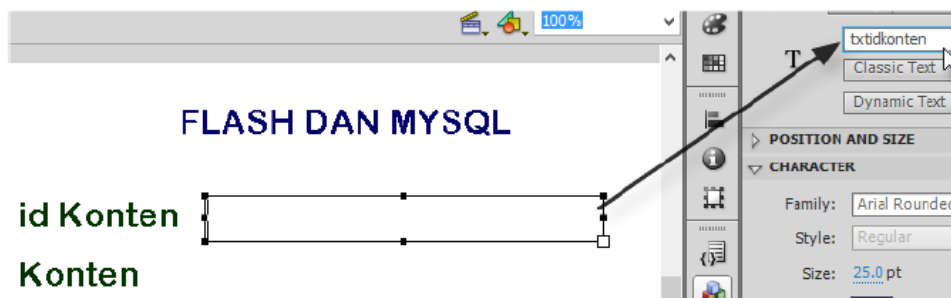 100%
txtidkonten
Classic Text
Dynamic Text
FLASH DAN MYSQL
POSITION AND SIZE
CHARACTER
id Konten
Family: Arial Rounded
Style: Regular
Konten
Size: 25.0 pt